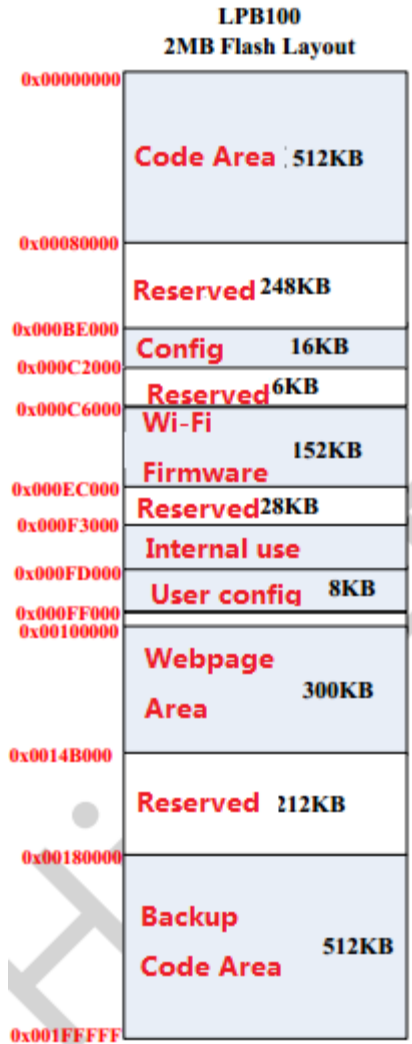 LPB100
2MB Flash Layout
0x00000000
Code Area 512KB
0x00080000
Reserved 248KB
0x000BE000
Config 16KB
0x000C2000
Reserved 6KB
0x000C6000
Wi-Fi
Firmware 152KB
0x000EC000
Reserved 28KB
0x000F3000
Internal use
0x000FD000
User config 8KB
0x000FF000
0x00100000
Webpage
Area 300KB
0x0014B000
Reserved 212KB
0x00180000
Backup
Code Area 512KB
0x001FFFFF